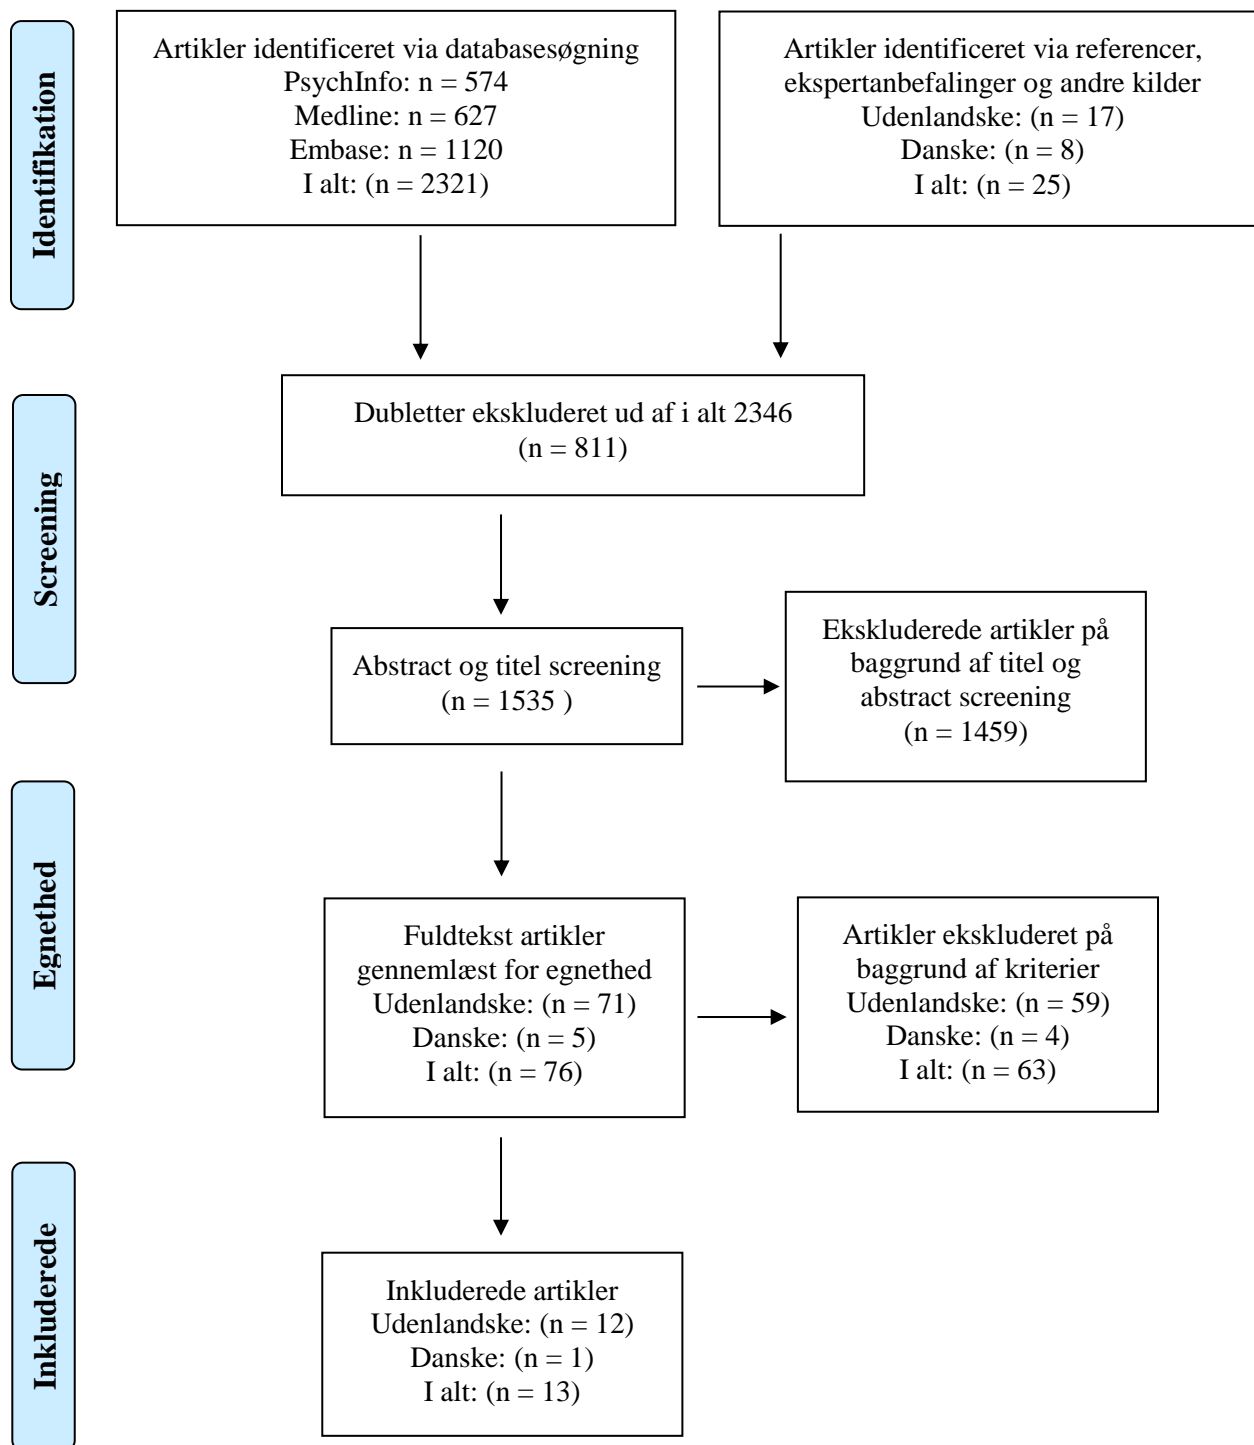 Identifikation
Artikler identificeret via databasesøgning
PsychInfo: n = 574
Medline: n = 627
Embase: n = 1120
I alt: (n = 2321)
Artikler identificeret via referencer,
ekspertanbefalinger og andre kilder
Udenlandske: (n = 17)
Danske: (n = 8)
I alt: (n = 25)
Screening
Dubletter ekskluderet ud af i alt 2346
(n = 811)
Abstract og titel screening
(n = 1535 )
Ekskluderede artikler på
baggrund af titel og
abstract screening
(n = 1459)
Egnethed
Fuldtekst artikler
gennemlæst for egnethed
Udenlandske: (n = 71)
Danske: (n = 5)
I alt: (n = 76)
Artikler ekskluderet på
baggrund af kriterier
Udenlandske: (n = 59)
Danske: (n = 4)
I alt: (n = 63)
Inkluderede
Inkluderede artikler
Udenlandske: (n = 12)
Danske: (n = 1)
I alt: (n = 13)